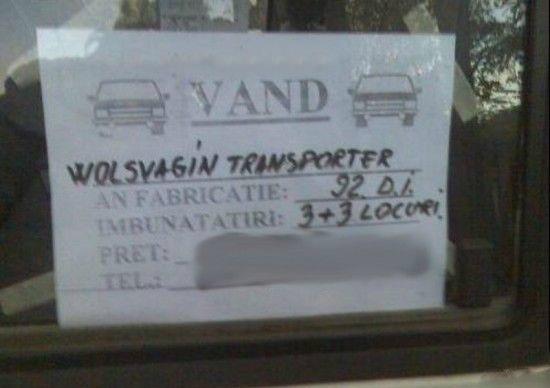 VAND
WOLSVAGIN TRANSPORTER
AN FABRICATIE: 92 D.I.
IMBUNATATIRI: 3+3 LOCURI.
PRET:
TEL.: